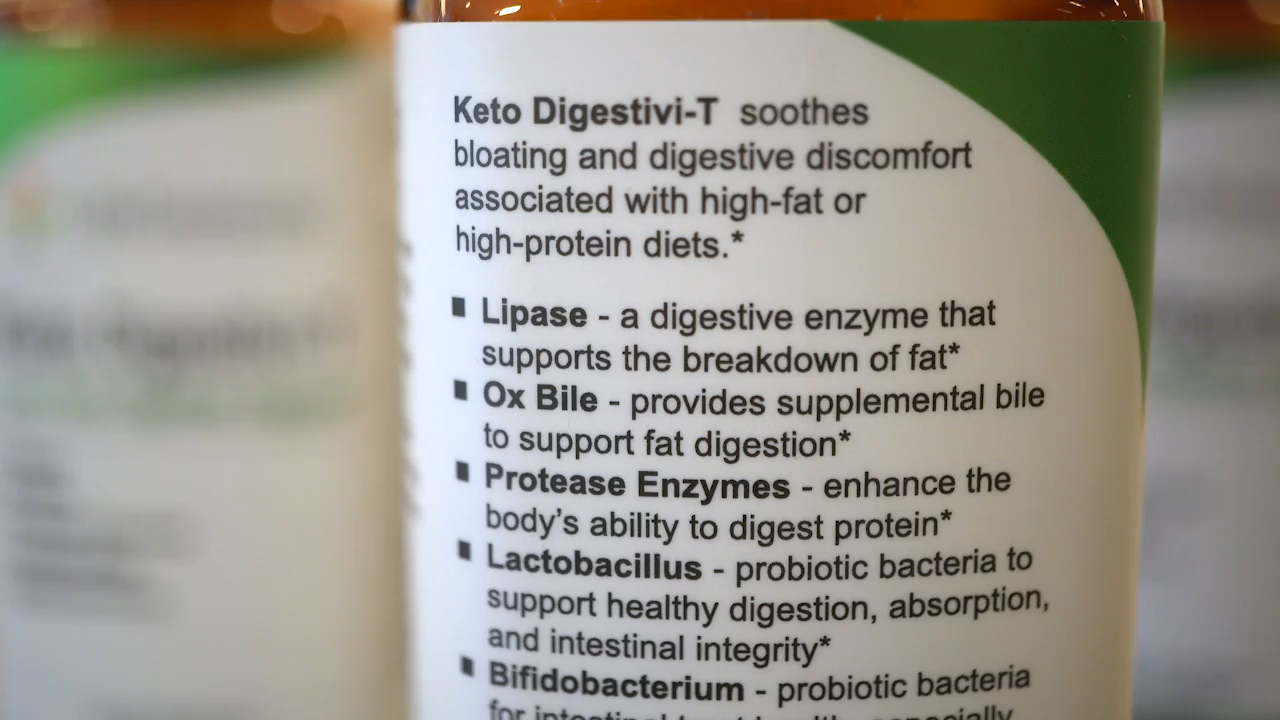 Keto Digestivi-T soothes
bloating and digestive discomfort
associated with high-fat or
high-protein diets.*
■ Lipase - a digestive enzyme that
supports the breakdown of fat*
■ Ox Bile - provides supplemental bile
to support fat digestion*
■ Protease Enzymes - enhance the
body's ability to digest protein*
■ Lactobacillus - probiotic bacteria to
support healthy digestion, absorption,
and intestinal integrity*
■ Bifidobacterium - probiotic bacteria
for intestinal